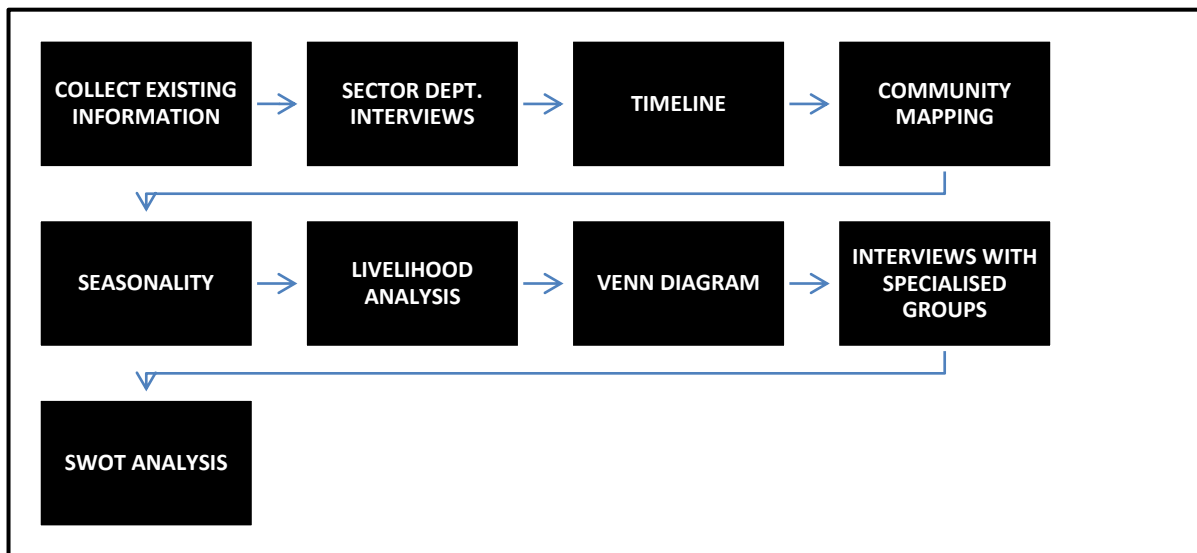 COLLECT EXISTING
INFORMATION
SECTOR DEPT.
INTERVIEWS
TIMELINE
COMMUNITY
MAPPING
SEASONALITY
LIVELIHOOD
ANALYSIS
VENN DIAGRAM
INTERVIEWS WITH
SPECIALISED
GROUPS
SWOT ANALYSIS